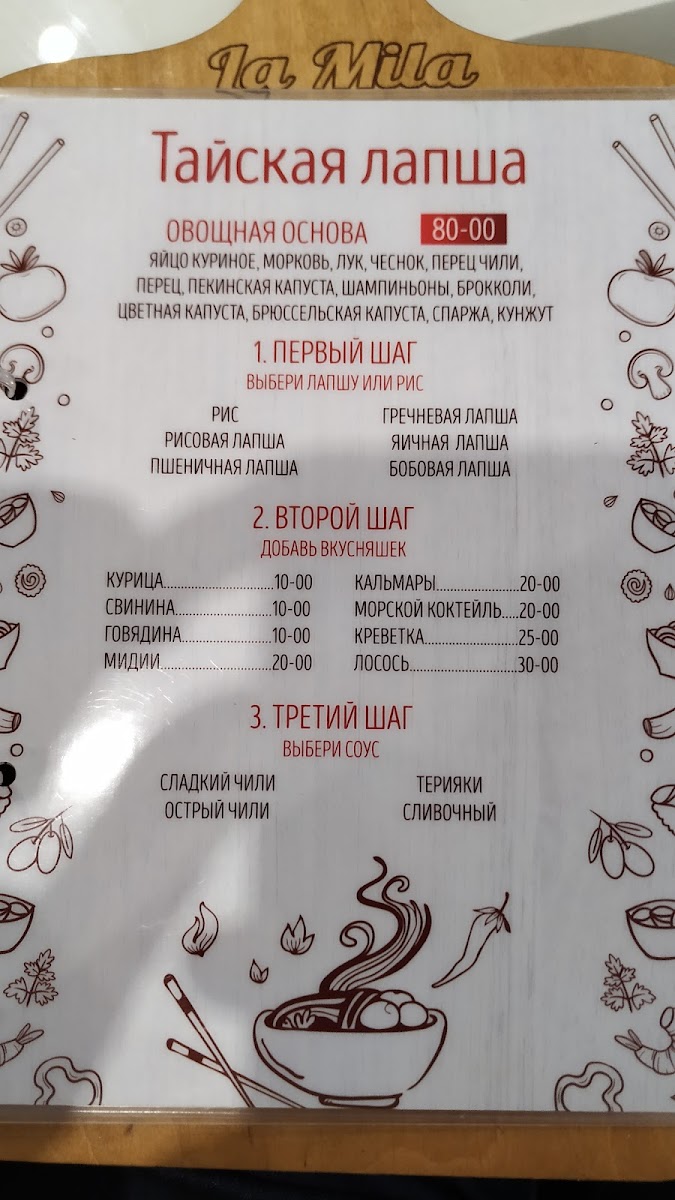 La Mila
Тайская лапша
ОВОЩНАЯ ОСНОВА 80-00
ЯЙЦО КУРИНОЕ, МОРКОВЬ, ЛУК, ЧЕСНОК, ПЕРЕЦ ЧИЛИ,
ПЕРЕЦ, ПЕКИНСКАЯ КАПУСТА, ШАМПИНЬОНЫ, БРОККОЛИ,
ЦВЕТНАЯ КАПУСТА, БРЮССЕЛЬСКАЯ КАПУСТА, СПАРЖА, КУНЖУТ
1. ПЕРВЫЙ ШАГ
ВЫБЕРИ ЛАПШУ ИЛИ РИС
РИС ГРЕЧНЕВАЯ ЛАПША
РИСОВАЯ ЛАПША ЯИЧНАЯ ЛАПША
ПШЕНИЧНАЯ ЛАПША БОБОВАЯ ЛАПША
2. ВТОРОЙ ШАГ
ДОБАВЬ ВКУСНЯШЕК
КУРИЦА..............................10-00 КАЛЬМАРЫ......................20-00
СВИНИНА...........................10-00 МОРСКОЙ КОКТЕЙЛЬ.....20-00
ГОВЯДИНА.........................10-00 КРЕВЕТКА.........................25-00
МИДИИ..............................20-00 ЛОСОСЬ............................30-00
3. ТРЕТИЙ ШАГ
ВЫБЕРИ СОУС
СЛАДКИЙ ЧИЛИ ТЕРИЯКИ
ОСТРЫЙ ЧИЛИ СЛИВОЧНЫЙ